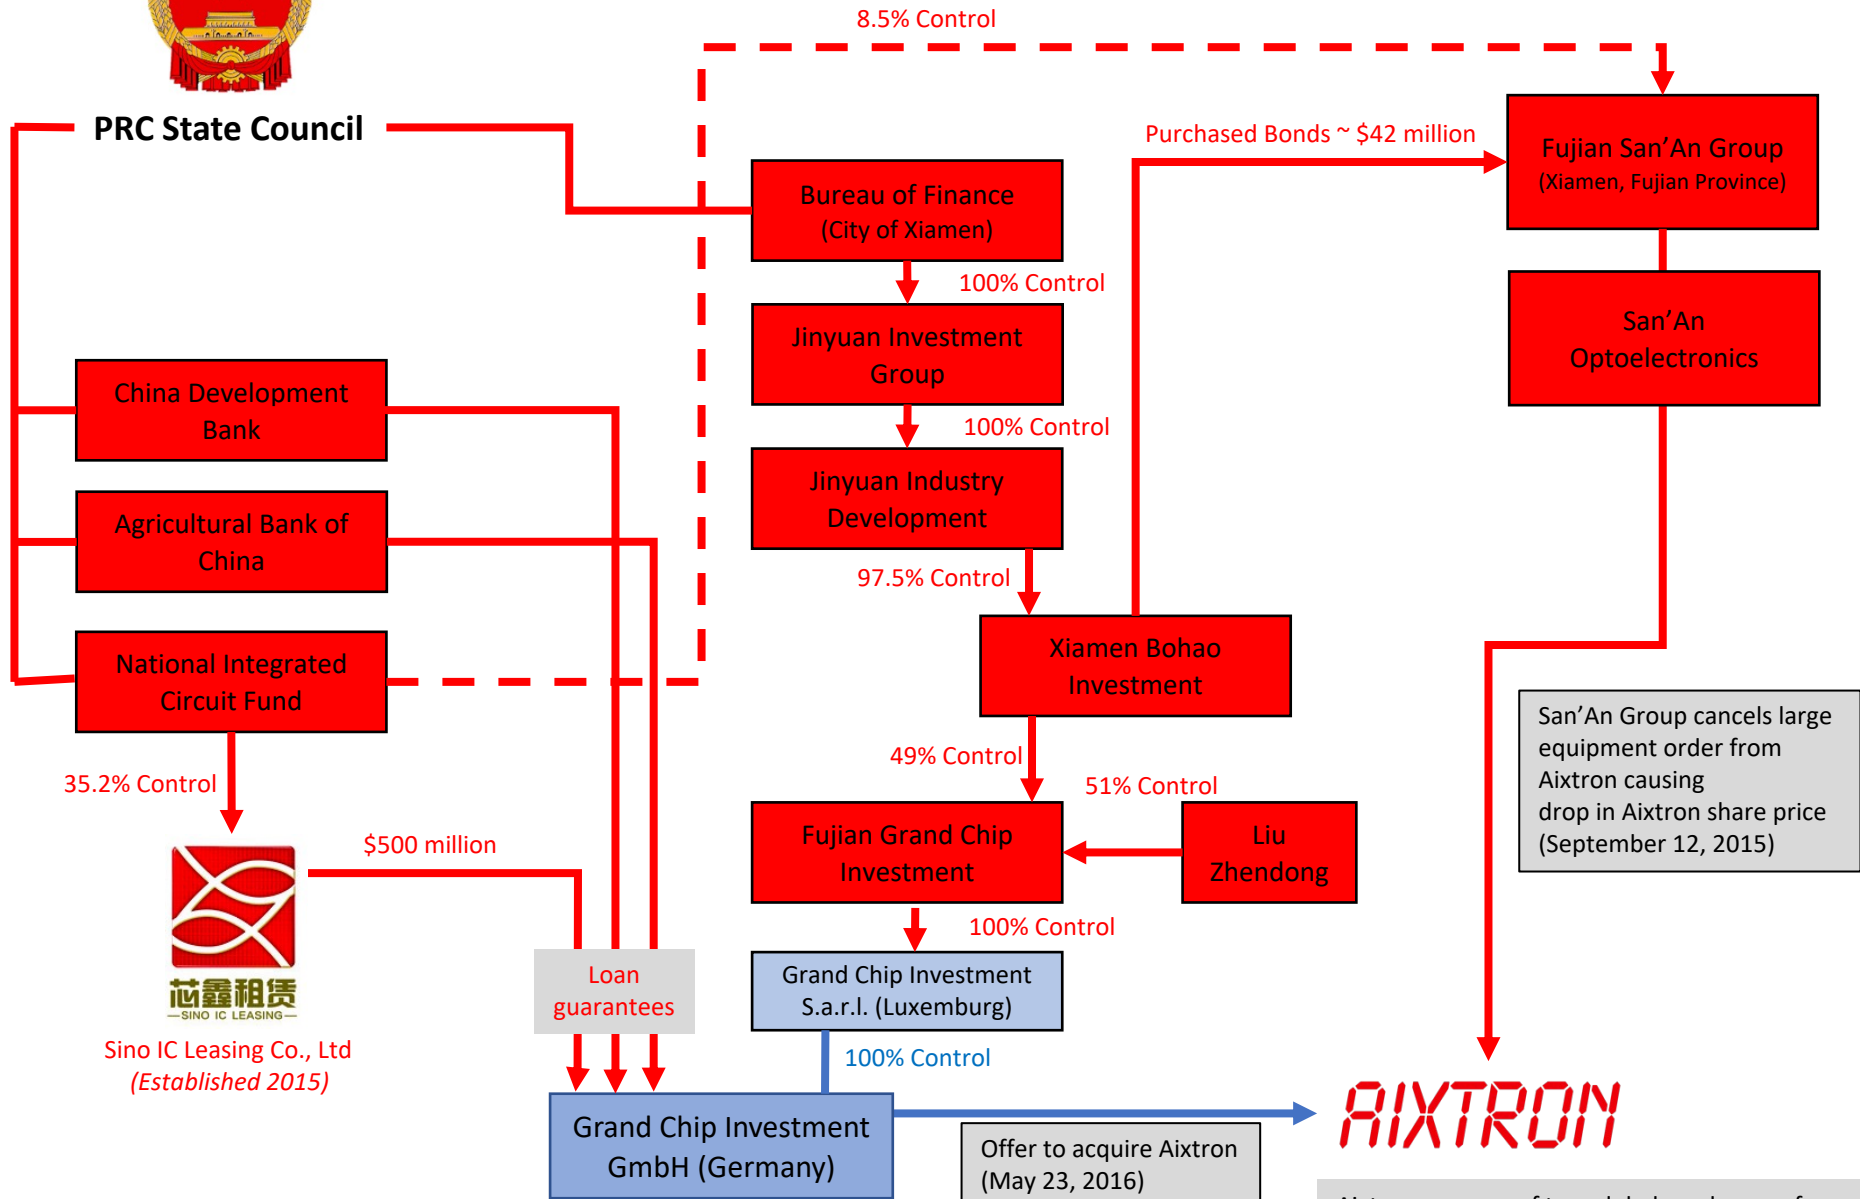 8.5% Control
PRC State Council
Purchased Bonds ~ $42 million
Fujian San’An Group
(Xiamen, Fujian Province)
Bureau of Finance
(City of Xiamen)
100% Control
Jinyuan Investment
Group
San’An
Optoelectronics
China Development
Bank
100% Control
Jinyuan Industry
Development
Agricultural Bank of
China
97.5% Control
National Integrated
Circuit Fund
Xiamen Bohao
Investment
35.2% Control
49% Control
51% Control
San’An Group cancels large
equipment order from
Aixtron causing
drop in Aixtron share price
(September 12, 2015)
$500 million
Fujian Grand Chip
Investment
Liu
Zhendong
100% Control
芯鑫租赁
SINO IC LEASING
Loan
guarantees
Grand Chip Investment
S.a.r.l. (Luxemburg)
Sino IC Leasing Co., Ltd
(Established 2015)
100% Control
Grand Chip Investment
GmbH (Germany)
AIXTRON
Offer to acquire Aixtron
(May 23, 2016)